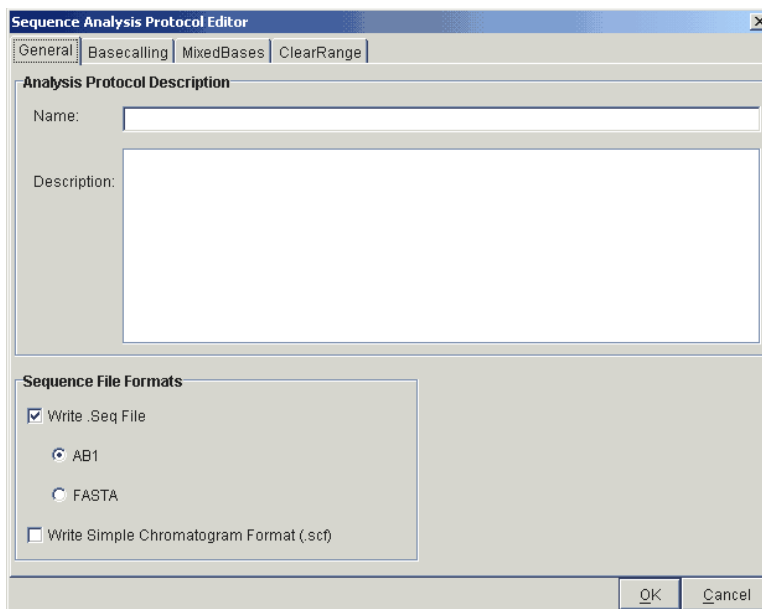 Sequence Analysis Protocol Editor
General Basecalling MixedBases ClearRange
Analysis Protocol Description
Name:
Description:
Sequence File Formats
Write .Seq File
AB1
FASTA
Write Simple Chromatogram Format (.scf)
OK Cancel